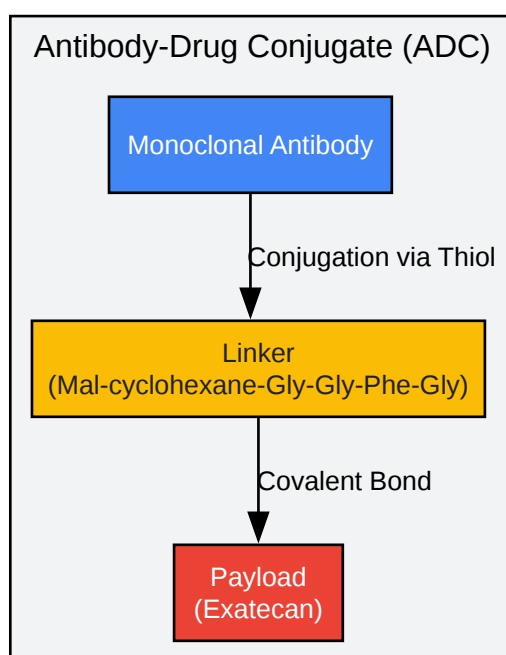 Antibody-Drug Conjugate (ADC)
Monoclonal Antibody
Conjugation via Thiol
Linker
(Mal-cyclohexane-Gly-Gly-Phe-Gly)
Covalent Bond
Payload
(Exatecan)